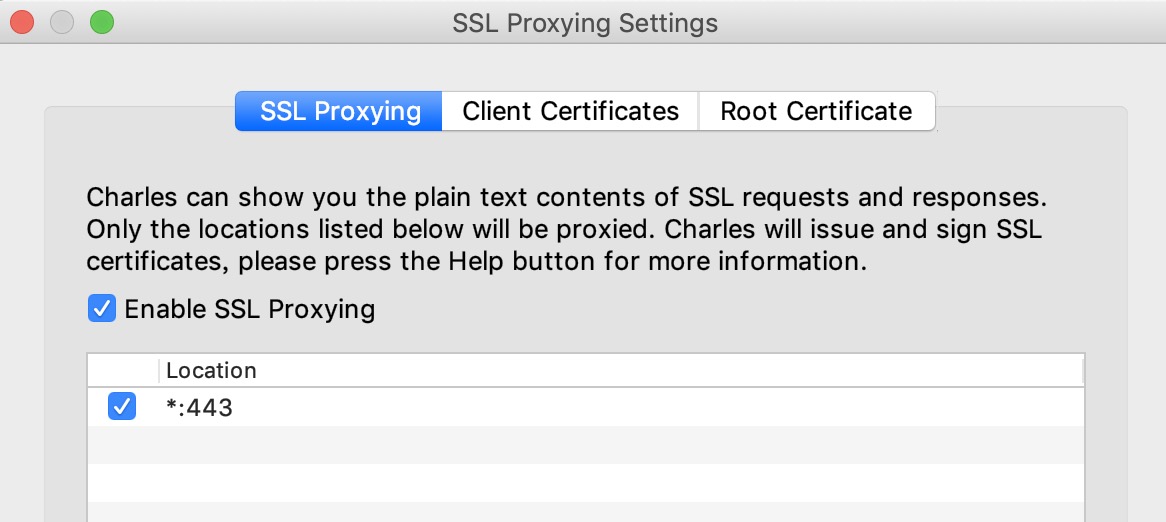 SSL Proxying Settings
SSL Proxying Client Certificates Root Certificate
Charles can show you the plain text contents of SSL requests and responses.
Only the locations listed below will be proxied. Charles will issue and sign SSL
certificates, please press the Help button for more information.
Enable SSL Proxying
Location
*:443